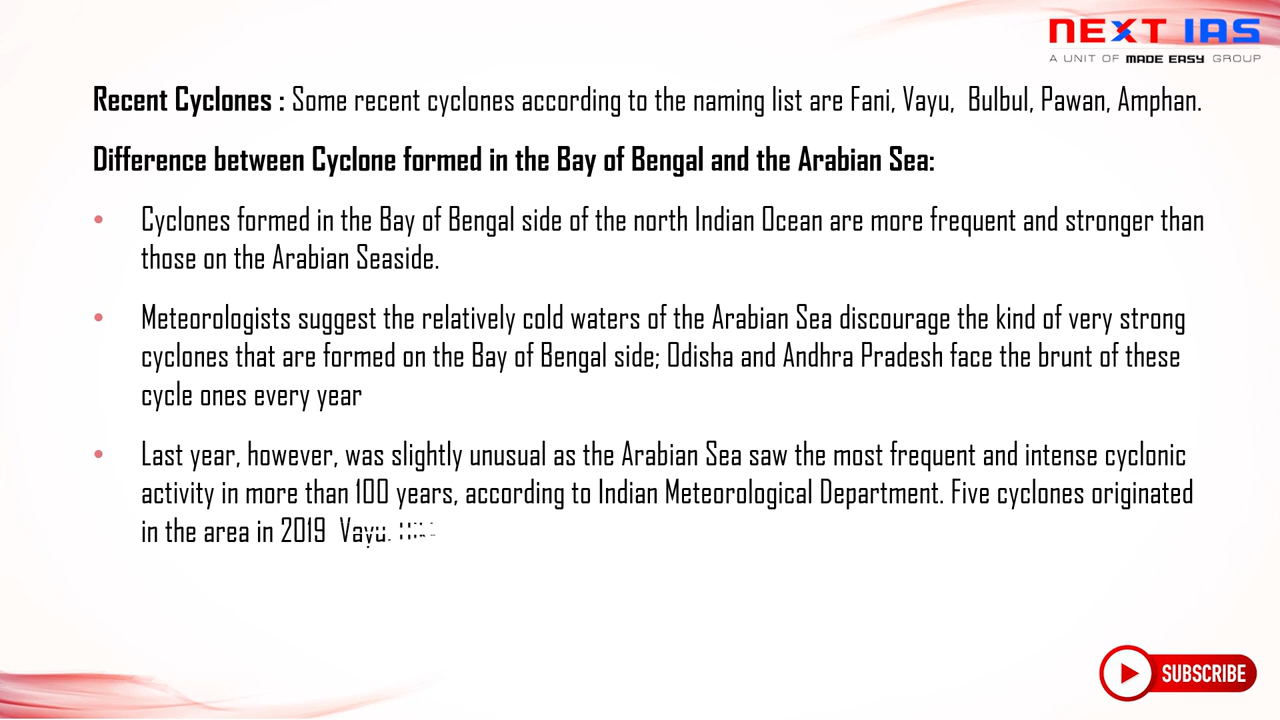 NEXT IAS
A UNIT OF MADE EASY GROUP
Recent Cyclones : Some recent cyclones according to the naming list are Fani, Vayu, Bulbul, Pawan, Amphan.
Difference between Cyclone formed in the Bay of Bengal and the Arabian Sea:
• Cyclones formed in the Bay of Bengal side of the north Indian Ocean are more frequent and stronger than
those on the Arabian Seaside.
• Meteorologists suggest the relatively cold waters of the Arabian Sea discourage the kind of very strong
cyclones that are formed on the Bay of Bengal side; Odisha and Andhra Pradesh face the brunt of these
cycle ones every year
• Last year, however, was slightly unusual as the Arabian Sea saw the most frequent and intense cyclonic
activity in more than 100 years, according to Indian Meteorological Department. Five cyclones originated
in the area in 2019 Vayu,
SUBSCRIBE